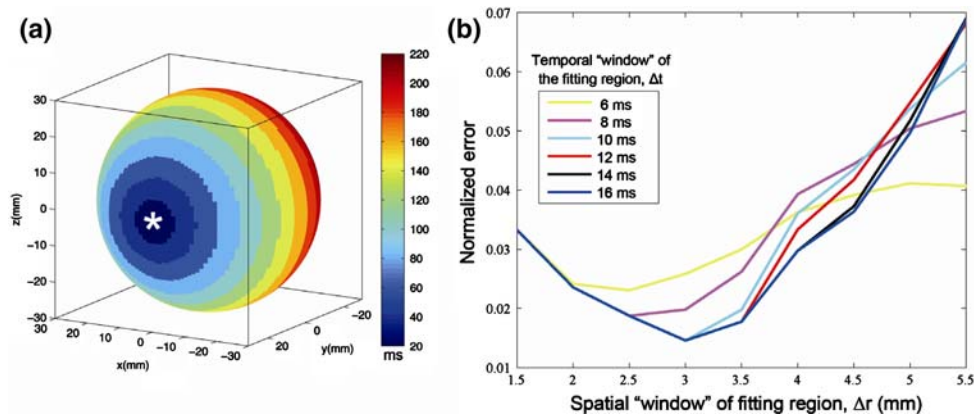 (a)
30
20
10
0
−10
−20
−30
z(mm)
30
20
10
0
−10
−20
−30
x(mm)
20
0
−20
y(mm)
220
200
180
160
140
120
100
80
60
40
20
ms
*
(b)
Temporal “window” of
the fitting region, Δt
6 ms
8 ms
10 ms
12 ms
14 ms
16 ms
Normalized error
0.07
0.06
0.05
0.04
0.03
0.02
0.01
1.5 2 2.5 3 3.5 4 4.5 5 5.5
Spatial “window” of fitting region, Δr (mm)